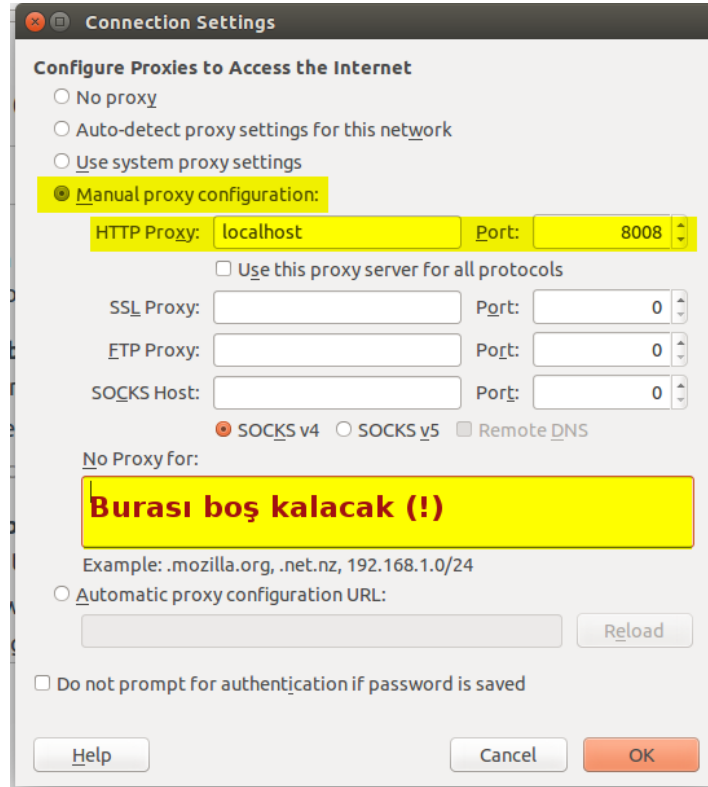 Connection Settings
Configure Proxies to Access the Internet
No proxy
Auto-detect proxy settings for this network
Use system proxy settings
Manual proxy configuration:
HTTP Proxy: localhost Port: 8008
Use this proxy server for all protocols
SSL Proxy: Port: 0
FTP Proxy: Port: 0
SOCKS Host: Port: 0
SOCKS v4 SOCKS v5 Remote DNS
No Proxy for:
Burası boş kalacak (!)
Example: .mozilla.org, .net.nz, 192.168.1.0/24
Automatic proxy configuration URL:
Reload
Do not prompt for authentication if password is saved
Help Cancel OK